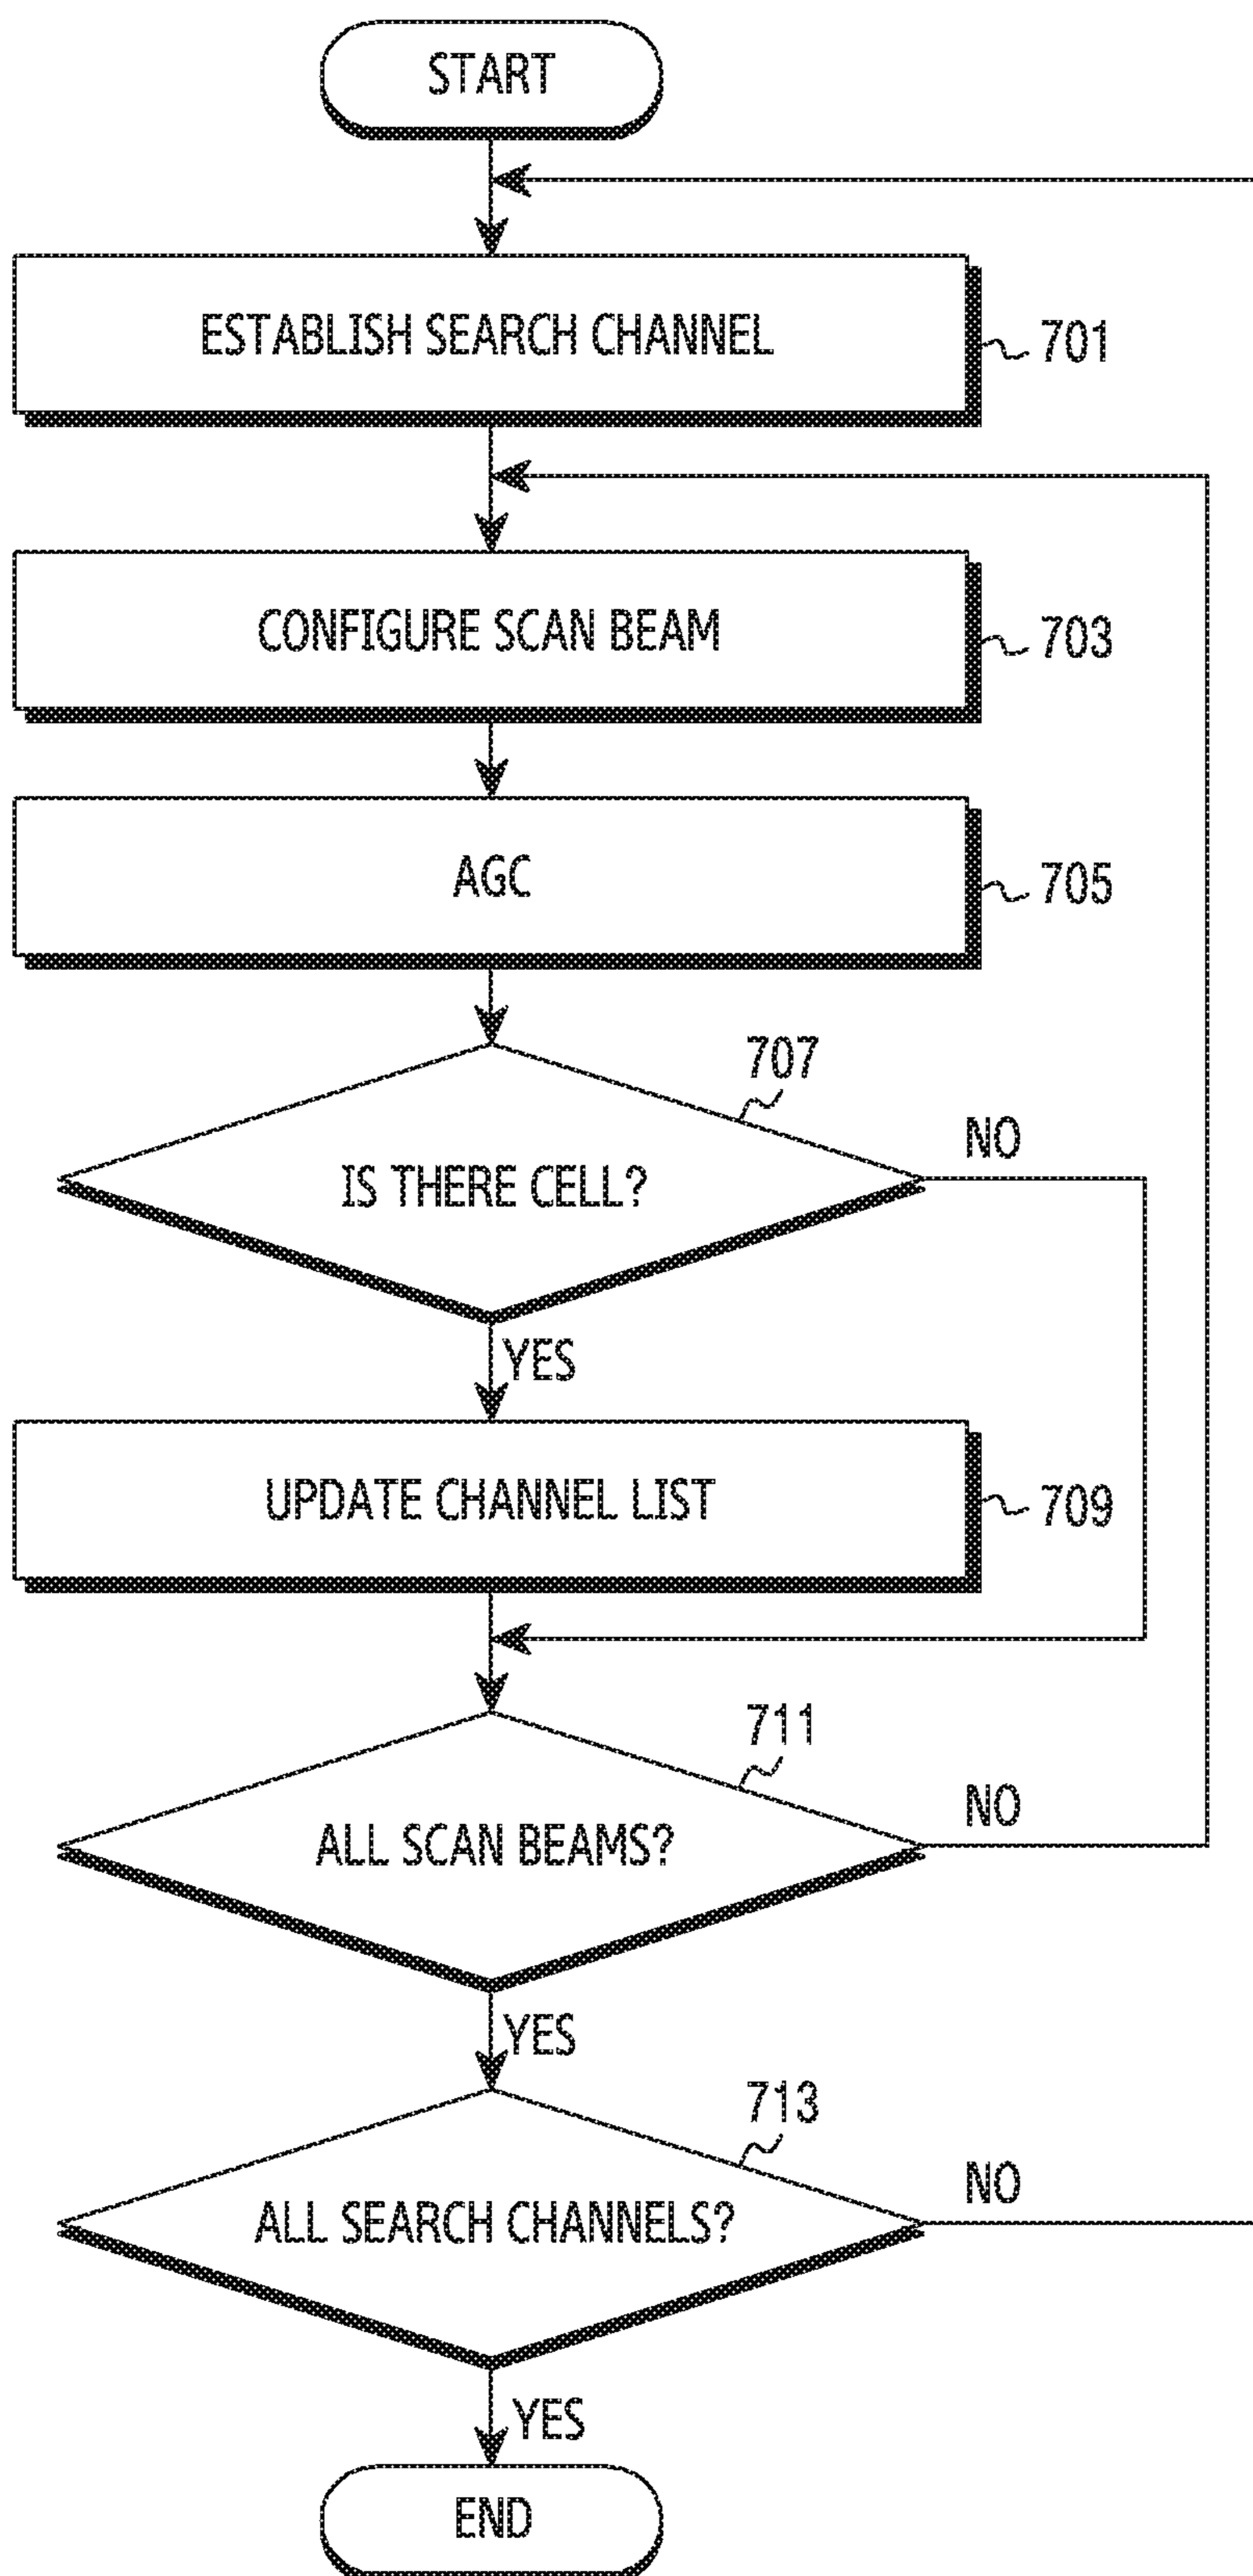 START
ESTABLISH SEARCH CHANNEL
701
CONFIGURE SCAN BEAM
703
AGC
705
707
NO
IS THERE CELL?
YES
UPDATE CHANNEL LIST
709
711
NO
ALL SCAN BEAMS?
YES
713
NO
ALL SEARCH CHANNELS?
YES
END